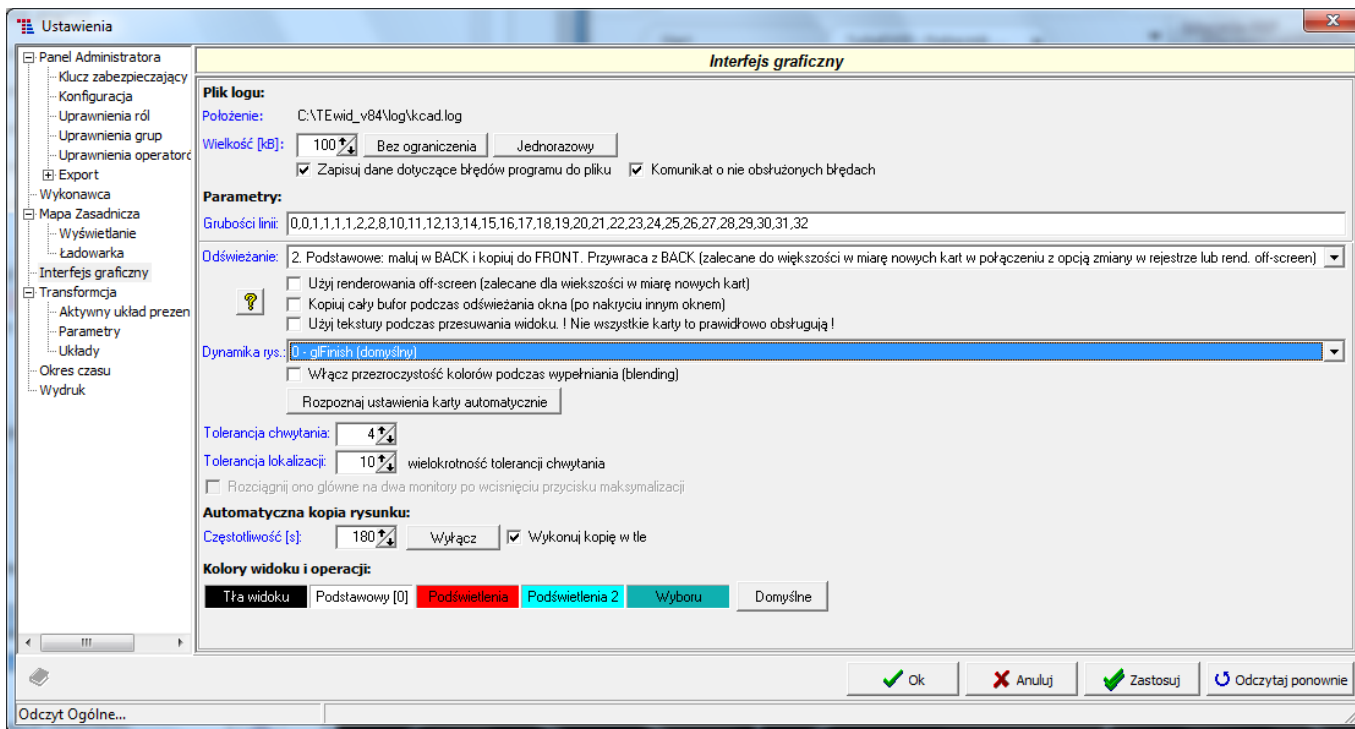 Ustawienia
Panel Administratora
Klucz zabezpieczający
Konfiguracja
Uprawnienia ról
Uprawnienia grup
Uprawnienia operatoró
Export
Wykonawca
Mapa Zasadnicza
Wyświetlanie
Ładowarka
Interfejs graficzny
Transformcja
Aktywny układ prezen
Parametry
Układy
Okres czasu
Wydruk
Interfejs graficzny
Plik logu:
Położenie: C:\TEwid_v84\log\kcad.log
Wielkość [kB]: 100 Bez ograniczenia Jednorazowy
Zapisuj dane dotyczące błędów programu do pliku Komunikat o nie obsłużonych błędach
Parametry:
Grubości linii: 0,0,1,1,1,1,2,2,8,10,11,12,13,14,15,16,17,18,19,20,21,22,23,24,25,26,27,28,29,30,31,32
Odświeżanie: 2. Podstawowe: maluj w BACK i kopiuj do FRONT. Przywraca z BACK (zalecane do większości w miarę nowych kart w połączeniu z opcją zmiany w rejestrze lub rend. off-screen)
Użyj renderowania off-screen (zalecane dla wiekszości w miarę nowych kart)
Kopiuj cały bufor podczas odświeżania okna (po nakryciu innym oknem)
Użyj tekstury podczas przesuwania widoku. ! Nie wszystkie karty to prawidłowo obsługują !
Dynamika rys.: 0 - glFinish (domyślny)
Włącz przezroczystość kolorów podczas wypełniania (blending)
Rozpoznaj ustawienia karty automatycznie
Tolerancja chwytania: 4
Tolerancja lokalizacji: 10 wielokrotność tolerancji chwytania
Rozciągnij ono główne na dwa monitory po wcisnięciu przycisku maksymalizacji
Automatyczna kopia rysunku:
Częstotliwość [s]: 180 Wyłącz Wykonuj kopię w tle
Kolory widoku i operacji:
Tła widoku Podstawowy [0] Podświetlenia Podświetlenia 2 Wyboru Domyślne
Ok Anuluj Zastosuj Odczytaj ponownie
Odczyt Ogólne...